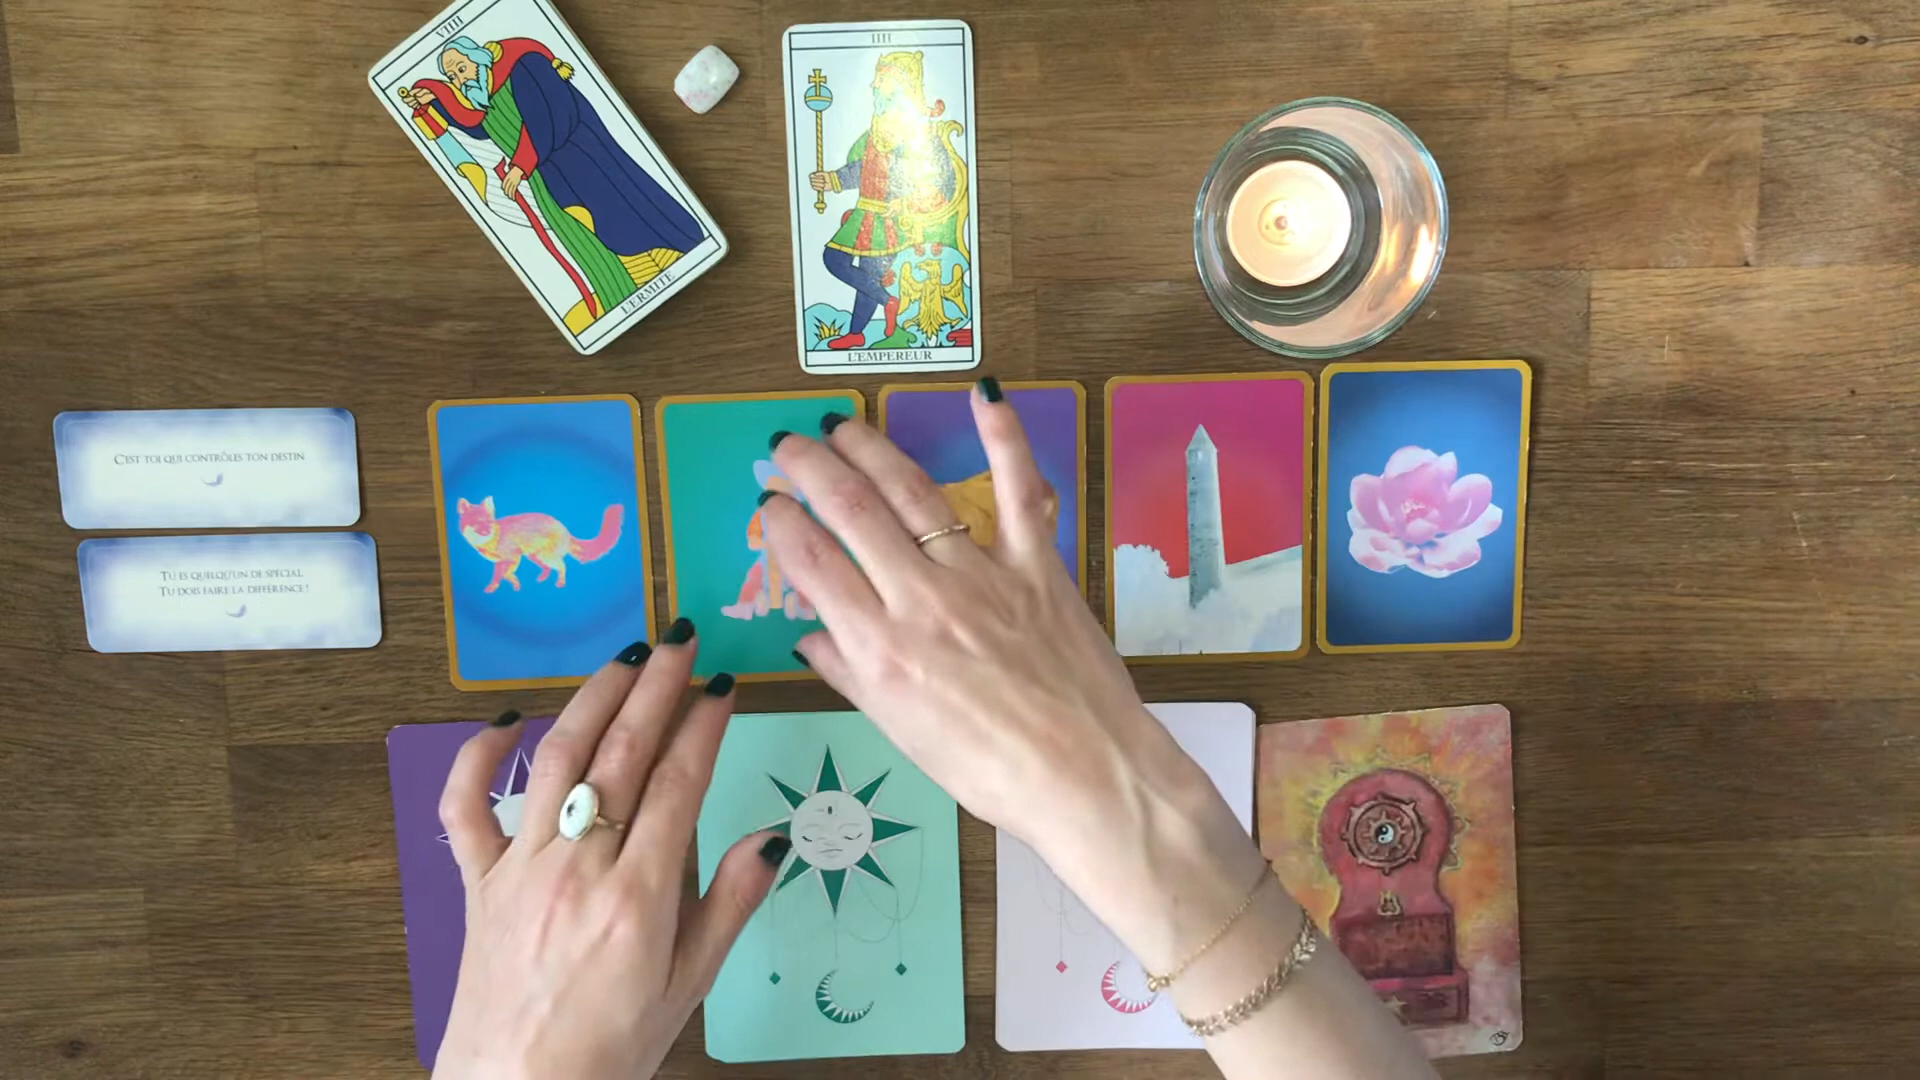 VIIII
L'ERMITE
IIII
L'EMPEREUR
C'EST TOI QUI CONTRÔLES TON DESTIN
TU ES QUELQU'UN DE SPÉCIAL.
TU DOIS FAIRE LA DIFFÉRENCE !